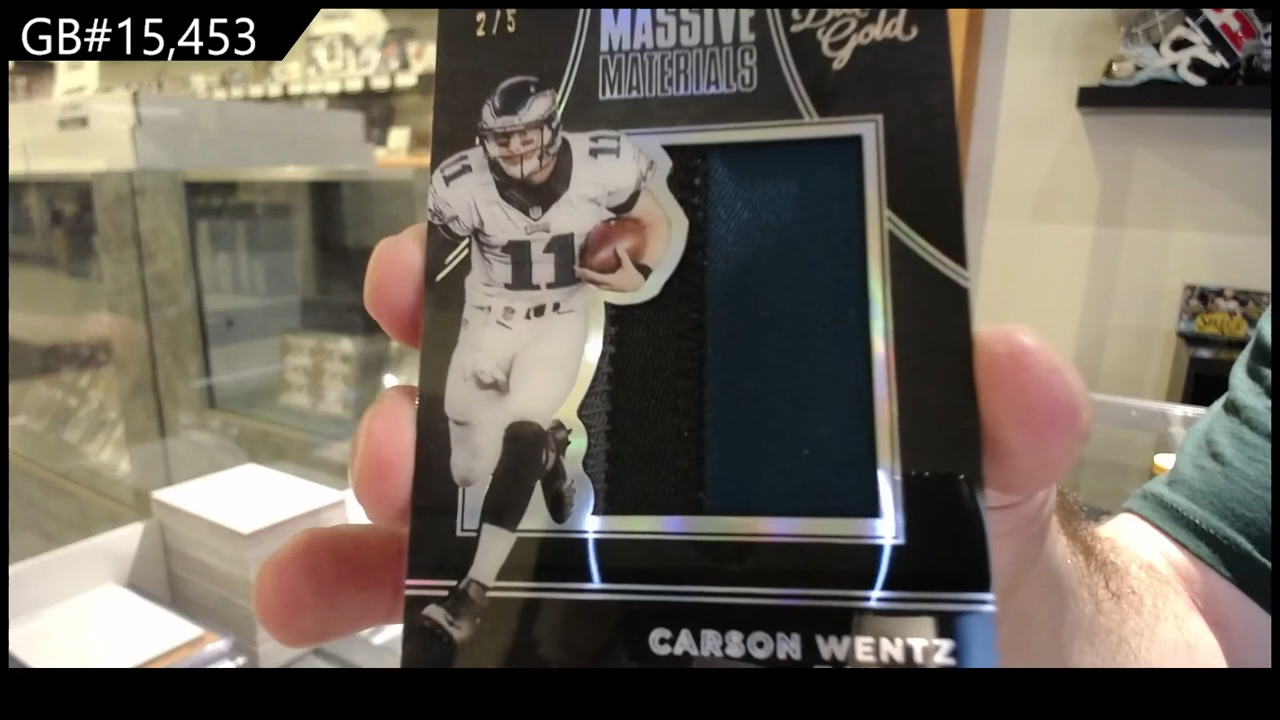 GB#15,453
2/5
MASSIVE
MATERIALS
Gold
11
11
11
CARSON WENTZ